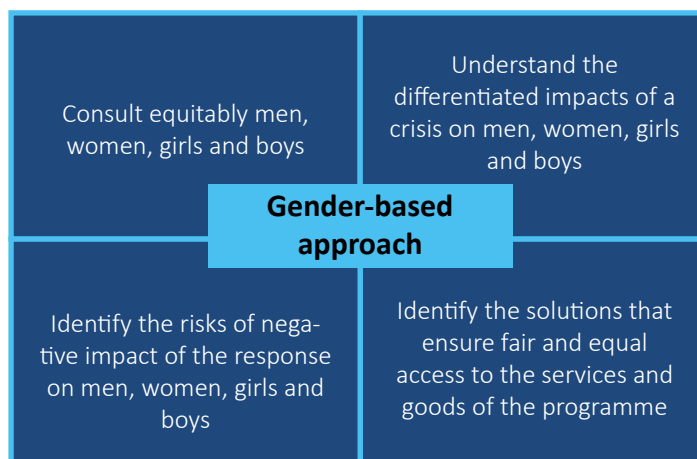 Consult equitably men,
women, girls and boys
Understand the
differentiated impacts of a
crisis on men, women, girls
and boys
Gender-based
approach
Identify the risks of nega-
tive impact of the response
on men, women, girls and
boys
Identify the solutions that
ensure fair and equal
access to the services and
goods of the programme